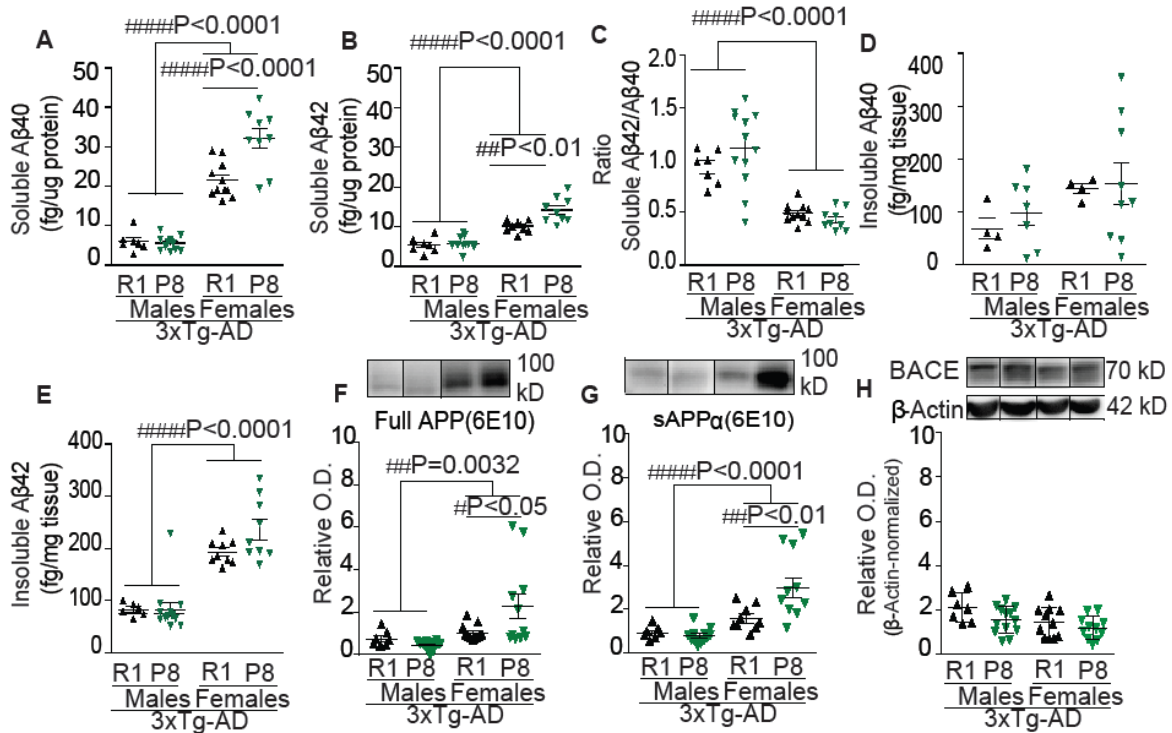 A
####P<0.0001
####P<0.0001
Soluble Aβ40
(fg/ug protein)
50
40
30
20
10
0
R1 P8 R1 P8
Males Females
3xTg-AD
B
####P<0.0001
##P<0.01
Soluble Aβ42
(fg/ug protein)
50
40
30
20
10
0
R1 P8 R1 P8
Males Females
3xTg-AD
C
####P<0.0001
Ratio
Soluble Aβ42/Aβ40
2.0
1.5
1.0
0.5
0.0
R1 P8 R1 P8
Males Females
3xTg-AD
D
Insoluble Aβ40
(fg/mg tissue)
400
300
200
100
0
R1 P8 R1 P8
Males Females
3xTg-AD
E
####P<0.0001
Insoluble Aβ42
(fg/mg tissue)
400
300
200
100
0
R1 P8 R1 P8
Males Females
3xTg-AD
F
100
kD
Full APP(6E10)
##P=0.0032
#P<0.05
Relative O.D.
10
8
6
4
2
0
R1 P8 R1 P8
Males Females
3xTg-AD
G
100
kD
sAPPα(6E10)
####P<0.0001
##P<0.01
Relative O.D.
10
8
6
4
2
0
R1 P8 R1 P8
Males Females
3xTg-AD
H
BACE 70 kD
β-Actin 42 kD
Relative O.D.
(β-Actin-normalized)
10
8
6
4
2
0
R1 P8 R1 P8
Males Females
3xTg-AD